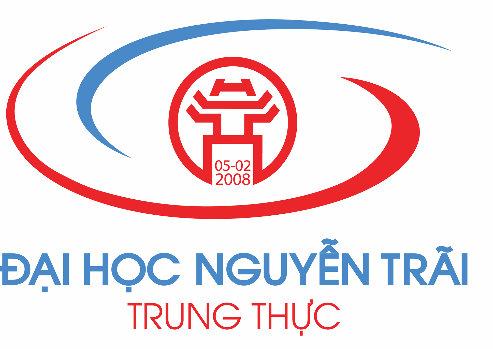 05-02
2008
ĐẠI HỌC NGUYỄN TRÃI
TRUNG THỰC